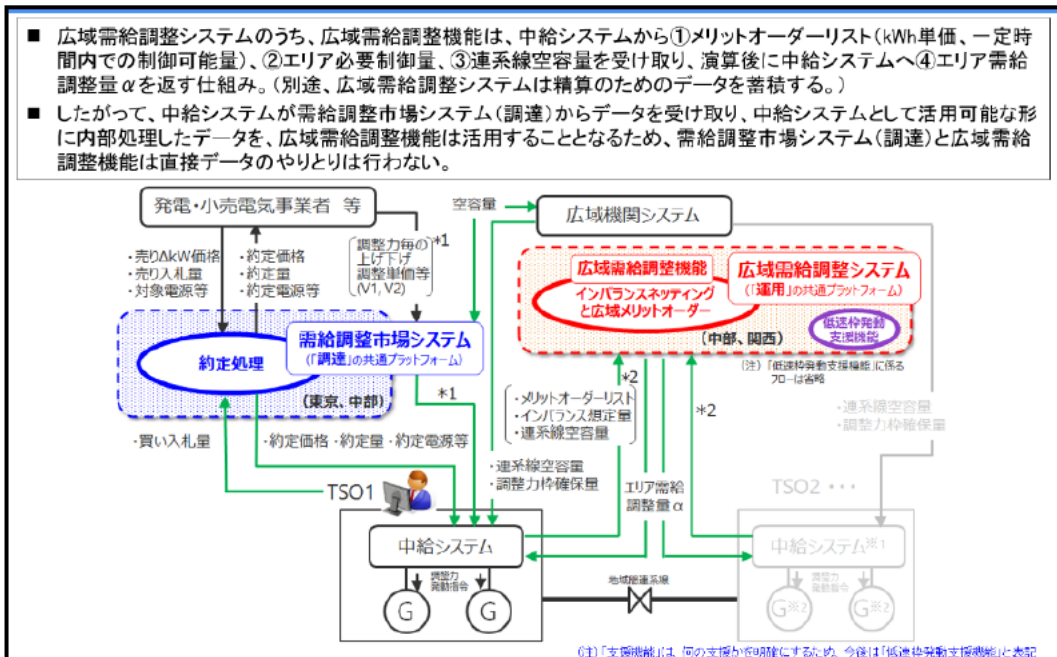 ■ 広域需給調整システムのうち、広域需給調整機能は、中給システムから①メリットオーダーリスト(kWh単価、一定時
間内での制御可能量)、②エリア必要制御量、③連系線空容量を受け取り、演算後に中給システムへ④エリア需給
調整量αを返す仕組み。(別途、広域需給調整システムは精算のためのデータを蓄積する。)
■ したがって、中給システムが需給調整市場システム(調達)からデータを受け取り、中給システムとして活用可能な形
に内部処理したデータを、広域需給調整機能は活用することとなるため、需給調整市場システム(調達)と広域需給
調整機能は直接データのやりとりは行わない。
発電・小売電気事業者 等
空容量
広域機関システム
・売りΔkW価格
・売り入札量
・対象電源等
・約定価格
・約定量
・約定電源等
調整力毎の
上げ下げ
調整単価等
(V1, V2)
*1
広域需給調整機能
インバランスネッティング
と広域メリットオーダー
広域需給調整システム
(「運用」の共通プラットフォーム)
(中部、関西)
低速枠発動
支援機能
(注)「低速枠発動支援機能」に係る
フローは省略
約定処理
需給調整市場システム
(「調達」の共通プラットフォーム)
(東京、中部)
*1
*2
・メリットオーダーリスト
・インバランス想定量
・連系線空容量
*2
・連系線空容量
・調整力枠確保量
・買い入札量
・約定価格・約定量・約定電源等
・連系線空容量
・調整力枠確保量
エリア需給
調整量α
TSO1
TSO2 ・・・
中給システム
調整力
発動指令
G
G
地域間連系線
中給システム※1
調整力
発動指令
G※2
G※2
(注)「支援機能」は、何の支援かを明確にするため、今後は「低速枠発動支援機能」と表記